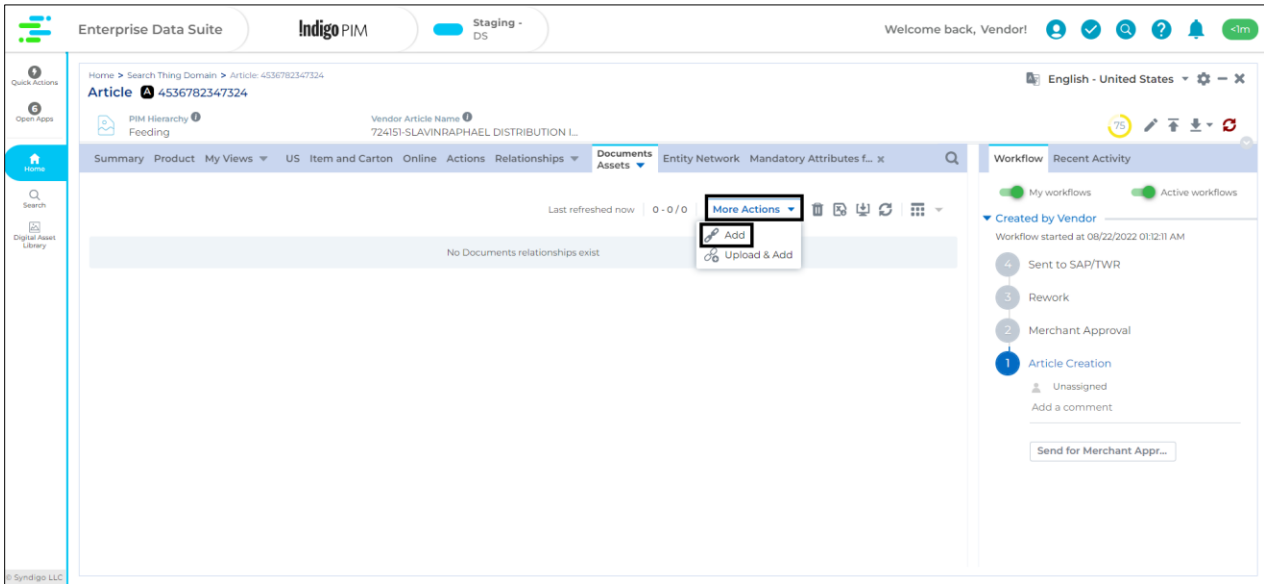 Enterprise Data Suite
Indigo PIM
Staging -
DS
Welcome back, Vendor!
<1m
Quick Actions
6
Open Apps
Home
Search
Digital Asset
Library
© Syndigo LLC
Home > Search Thing Domain > Article: 4536782347324
Article A 4536782347324
English - United States
PIM Hierarchy
Feeding
Vendor Article Name
724151-SLAVINRAPHAEL DISTRIBUTION I...
75
Summary Product My Views US Item and Carton Online Actions Relationships Documents Assets Entity Network Mandatory Attributes f... x
Last refreshed now 0 - 0 / 0 More Actions
Add
Upload & Add
No Documents relationships exist
Workflow Recent Activity
My workflows Active workflows
Created by Vendor
Workflow started at 08/22/2022 01:12:11 AM
4 Sent to SAP/TWR
3 Rework
2 Merchant Approval
1 Article Creation
Unassigned
Add a comment
Send for Merchant Appr...